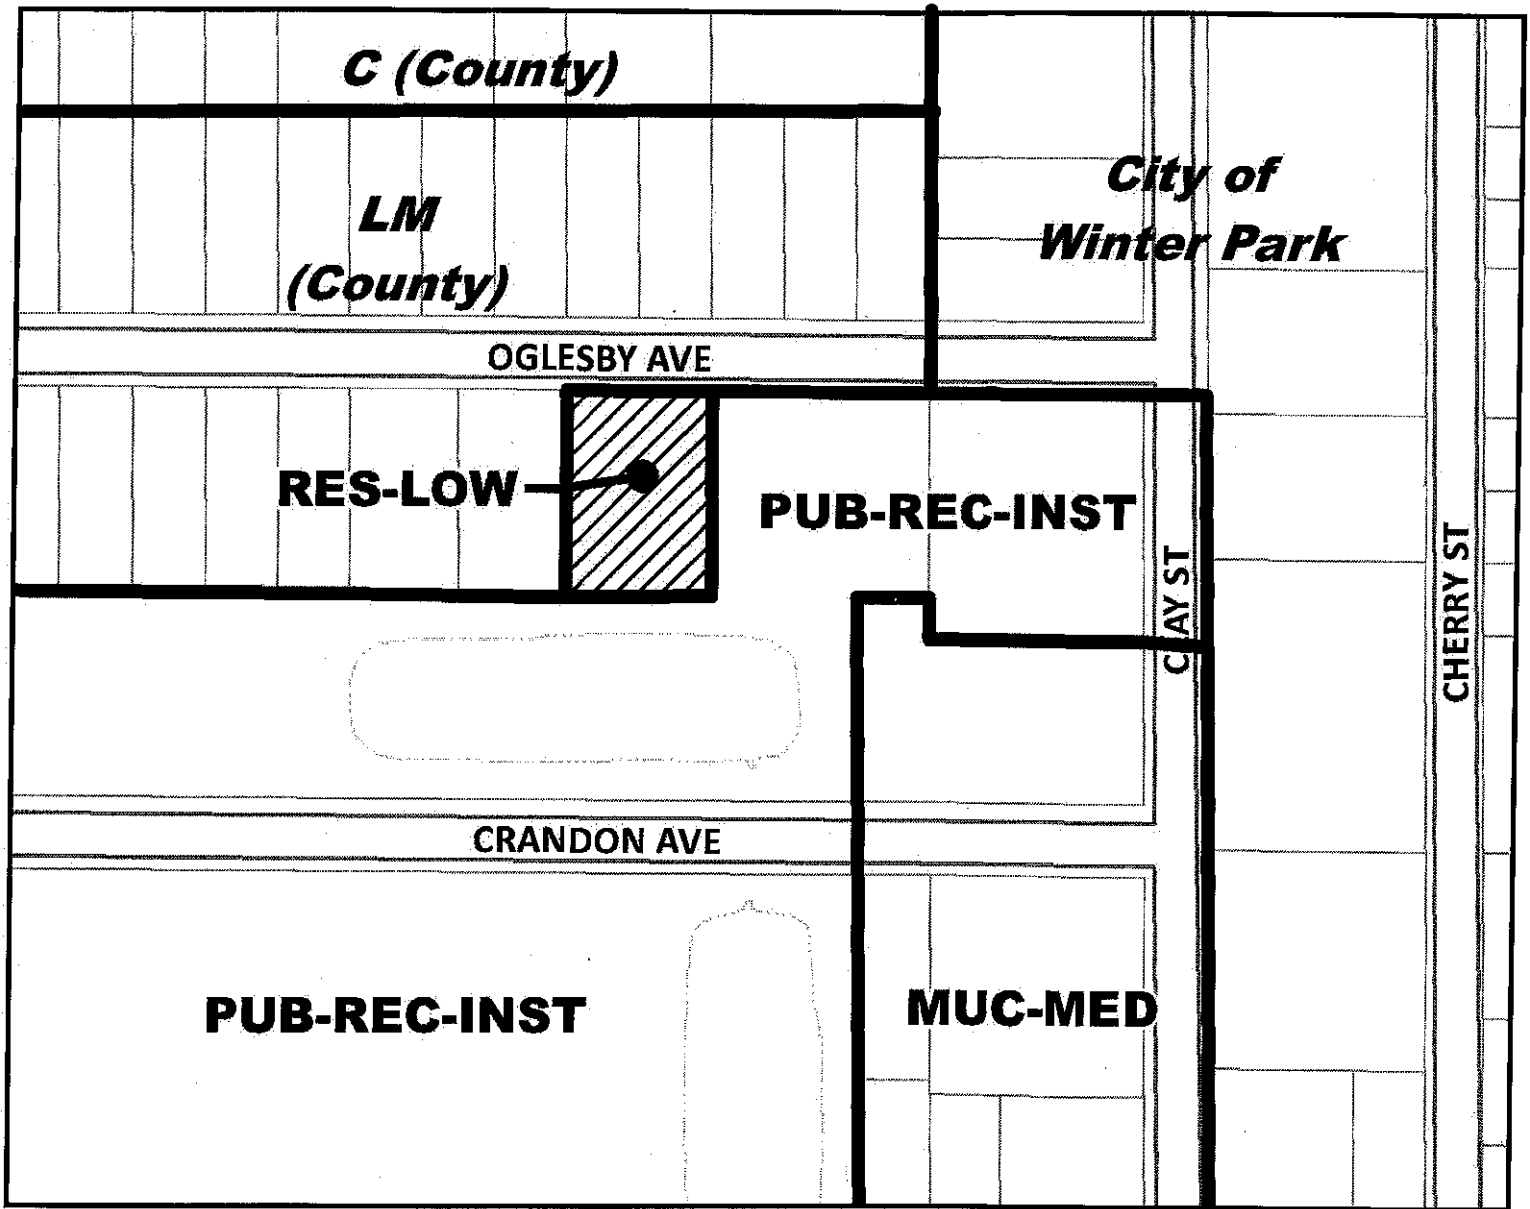 C (County)
City of
Winter Park
LM
(County)
OGLESBY AVE
RES-LOW
PUB-REC-INST
CLAY ST
CHERRY ST
CRANDON AVE
PUB-REC-INST
MUC-MED